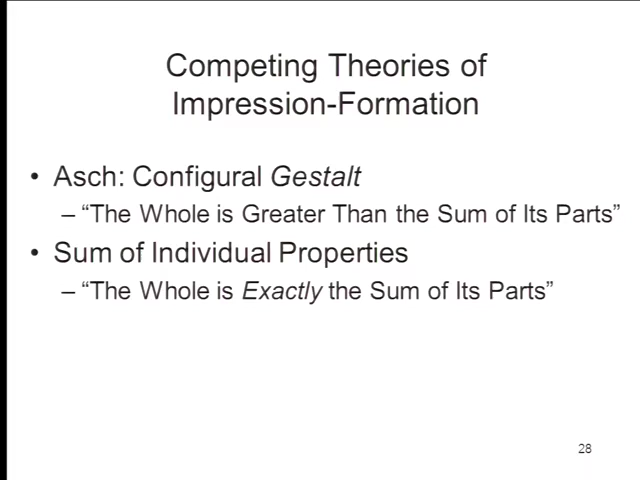 Competing Theories of
Impression-Formation
• Asch: Configural Gestalt
– “The Whole is Greater Than the Sum of Its Parts”
• Sum of Individual Properties
– “The Whole is Exactly the Sum of Its Parts”
28